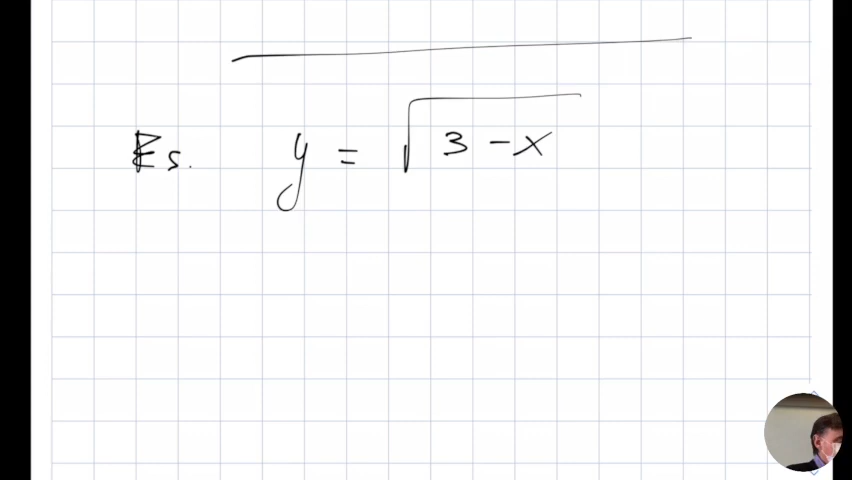 Es. y = √(3 - x)